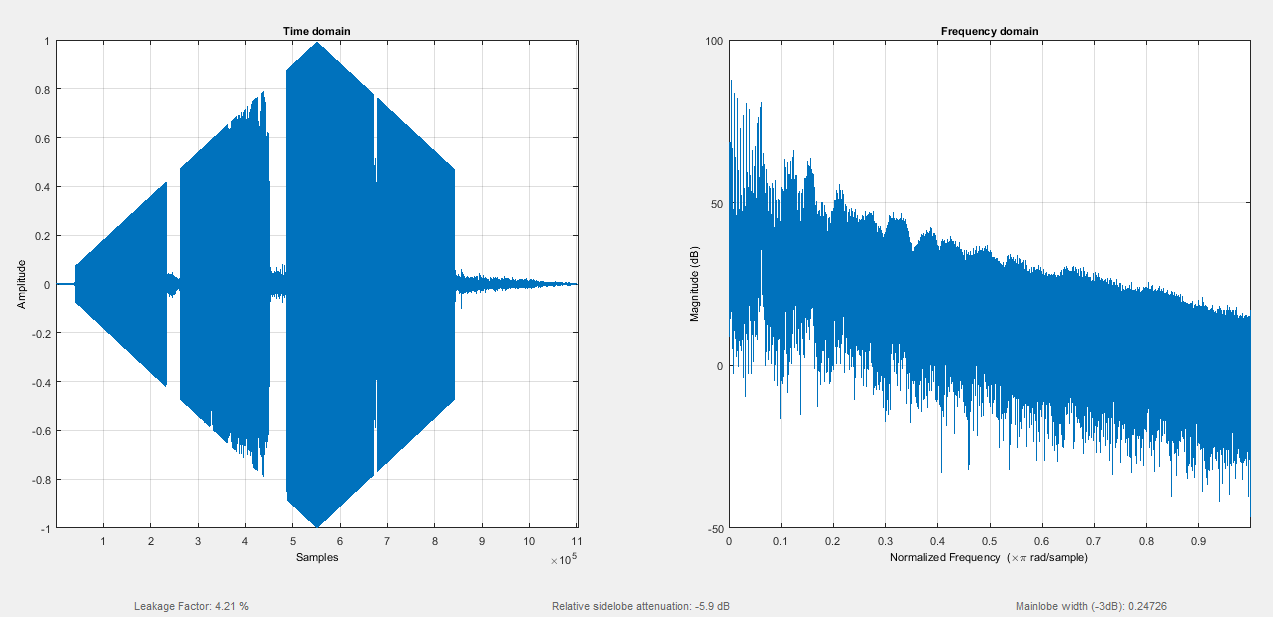 Time domain
1
0.8
0.6
0.4
0.2
0
-0.2
-0.4
-0.6
-0.8
-1
Amplitude
1 2 3 4 5 6 7 8 9 10 11
Samples
×10^5
Frequency domain
100
50
0
-50
Magnitude (dB)
0 0.1 0.2 0.3 0.4 0.5 0.6 0.7 0.8 0.9
Normalized Frequency (×π rad/sample)
Leakage Factor: 4.21 %
Relative sidelobe attenuation: -5.9 dB
Mainlobe width (-3dB): 0.24726